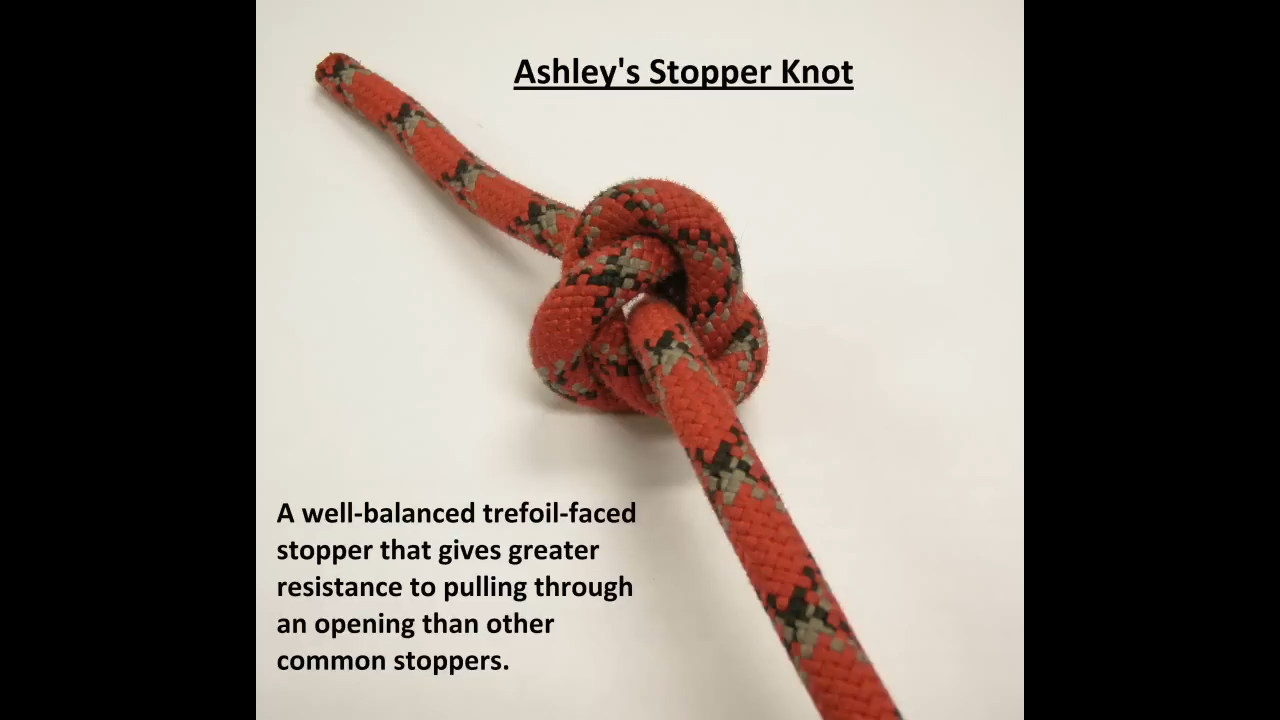 Ashley's Stopper Knot
A well-balanced trefoil-faced
stopper that gives greater
resistance to pulling through
an opening than other
common stoppers.